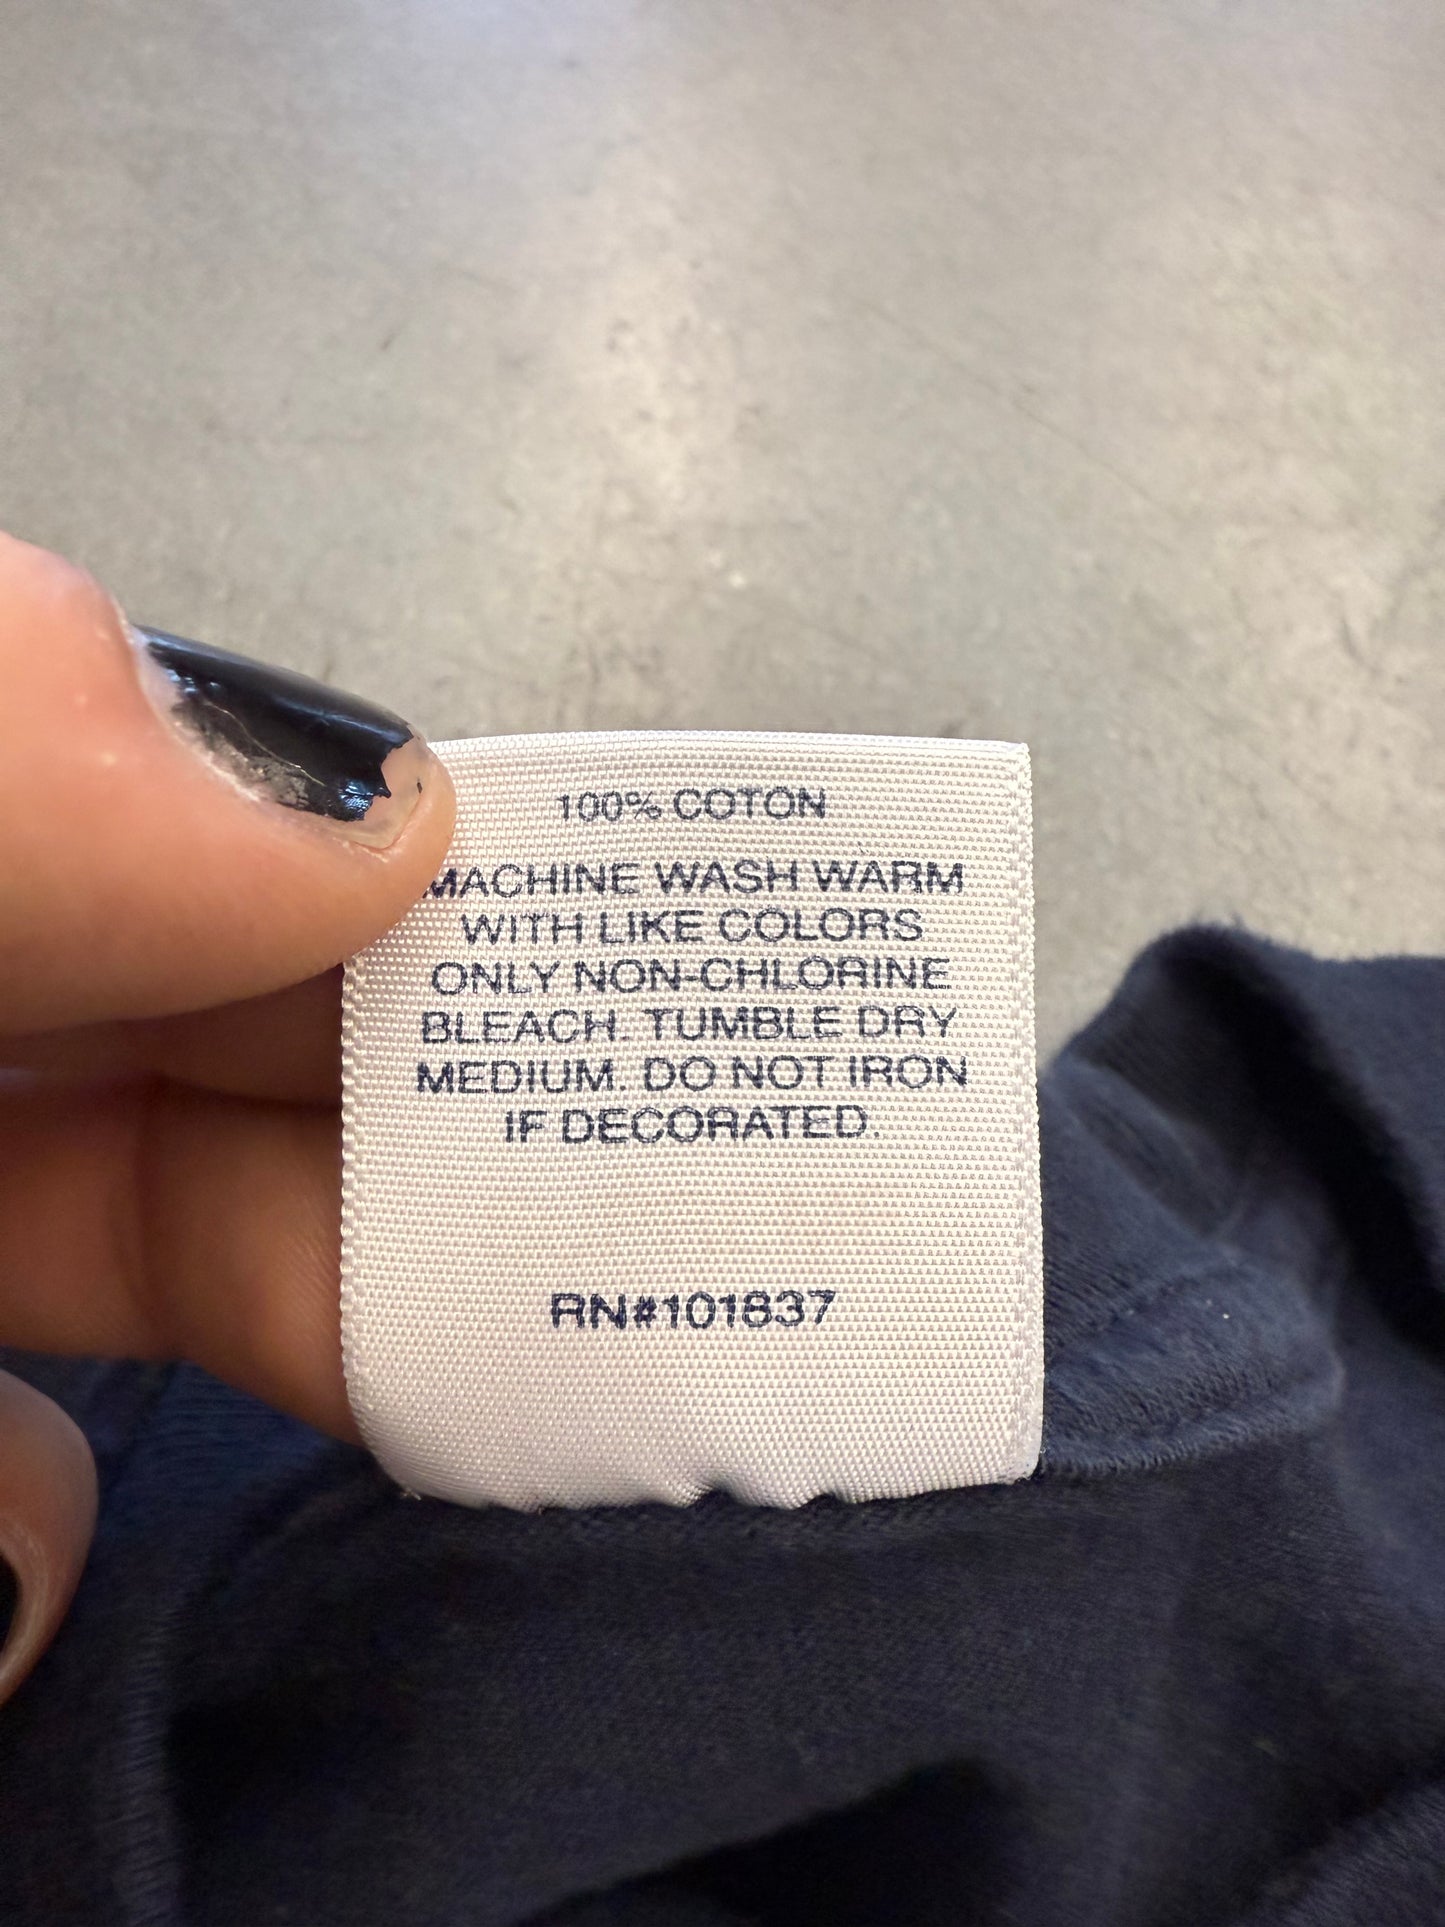 100% COTON
MACHINE WASH WARM
WITH LIKE COLORS
ONLY NON-CHLORINE
BLEACH. TUMBLE DRY
MEDIUM. DO NOT IRON
IF DECORATED.
RN#101837